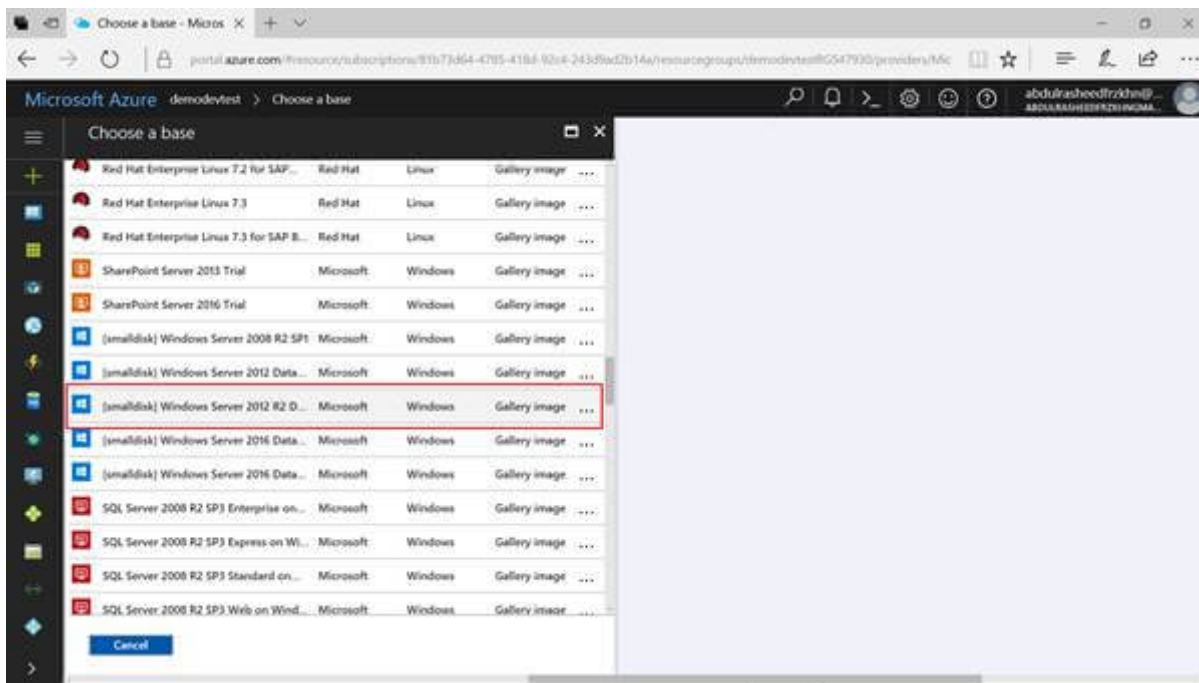 Choose a base - Micros
portal.azure.com
Microsoft Azure demodevtest > Choose a base
abdulrasheedfrzkhn@...
Choose a base
Red Hat Enterprise Linux 7.2 for SAP... Red Hat Linux Gallery image ...
Red Hat Enterprise Linux 7.3 Red Hat Linux Gallery image ...
Red Hat Enterprise Linux 7.3 for SAP B... Red Hat Linux Gallery image ...
SharePoint Server 2013 Trial Microsoft Windows Gallery image ...
SharePoint Server 2016 Trial Microsoft Windows Gallery image ...
[smalldisk] Windows Server 2008 R2 SP1 Microsoft Windows Gallery image ...
[smalldisk] Windows Server 2012 Data... Microsoft Windows Gallery image ...
[smalldisk] Windows Server 2012 R2 D... Microsoft Windows Gallery image ...
[smalldisk] Windows Server 2016 Data... Microsoft Windows Gallery image ...
[smalldisk] Windows Server 2016 Data... Microsoft Windows Gallery image ...
SQL Server 2008 R2 SP3 Enterprise on... Microsoft Windows Gallery image ...
SQL Server 2008 R2 SP3 Express on Wi... Microsoft Windows Gallery image ...
SQL Server 2008 R2 SP3 Standard on... Microsoft Windows Gallery image ...
SQL Server 2008 R2 SP3 Web on Wind... Microsoft Windows Gallery image ...
Cancel